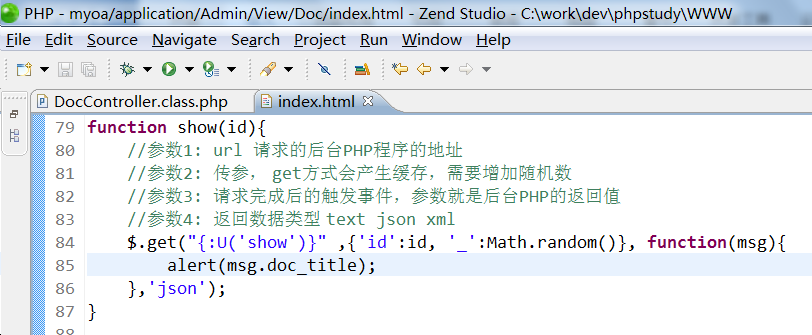 PHP - myoa/application/Admin/View/Doc/index.html - Zend Studio - C:\work\dev\phpstudy\WWW
File Edit Source Navigate Search Project Run Window Help
DocController.class.php index.html
79 function show(id){
80 //参数1: url 请求的后台PHP程序的地址
81 //参数2: 传参, get方式会产生缓存,需要增加随机数
82 //参数3: 请求完成后的触发事件,参数就是后台PHP的返回值
83 //参数4: 返回数据类型 text json xml
84 $.get("{:U('show')}" ,{'id':id, '_':Math.random()}, function(msg){
85 alert(msg.doc_title);
86 },'json');
87 }
88